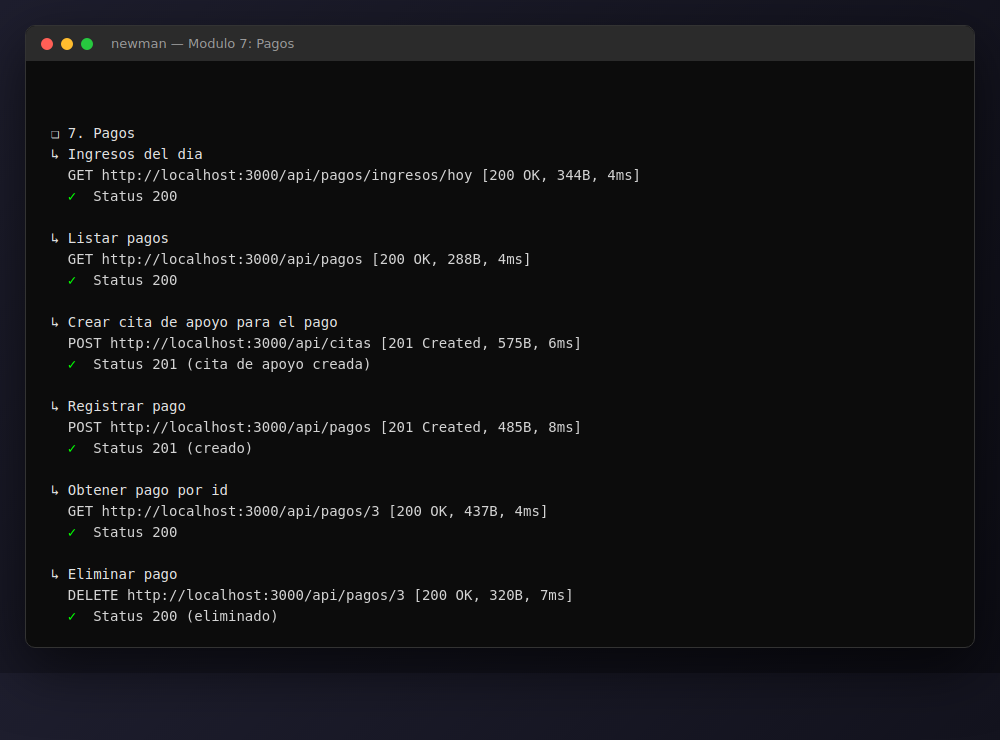 newman — Modulo 7: Pagos
❏ 7. Pagos
↳ Ingresos del dia
GET http://localhost:3000/api/pagos/ingresos/hoy [200 OK, 344B, 4ms]
✓ Status 200
↳ Listar pagos
GET http://localhost:3000/api/pagos [200 OK, 288B, 4ms]
✓ Status 200
↳ Crear cita de apoyo para el pago
POST http://localhost:3000/api/citas [201 Created, 575B, 6ms]
✓ Status 201 (cita de apoyo creada)
↳ Registrar pago
POST http://localhost:3000/api/pagos [201 Created, 485B, 8ms]
✓ Status 201 (creado)
↳ Obtener pago por id
GET http://localhost:3000/api/pagos/3 [200 OK, 437B, 4ms]
✓ Status 200
↳ Eliminar pago
DELETE http://localhost:3000/api/pagos/3 [200 OK, 320B, 7ms]
✓ Status 200 (eliminado)